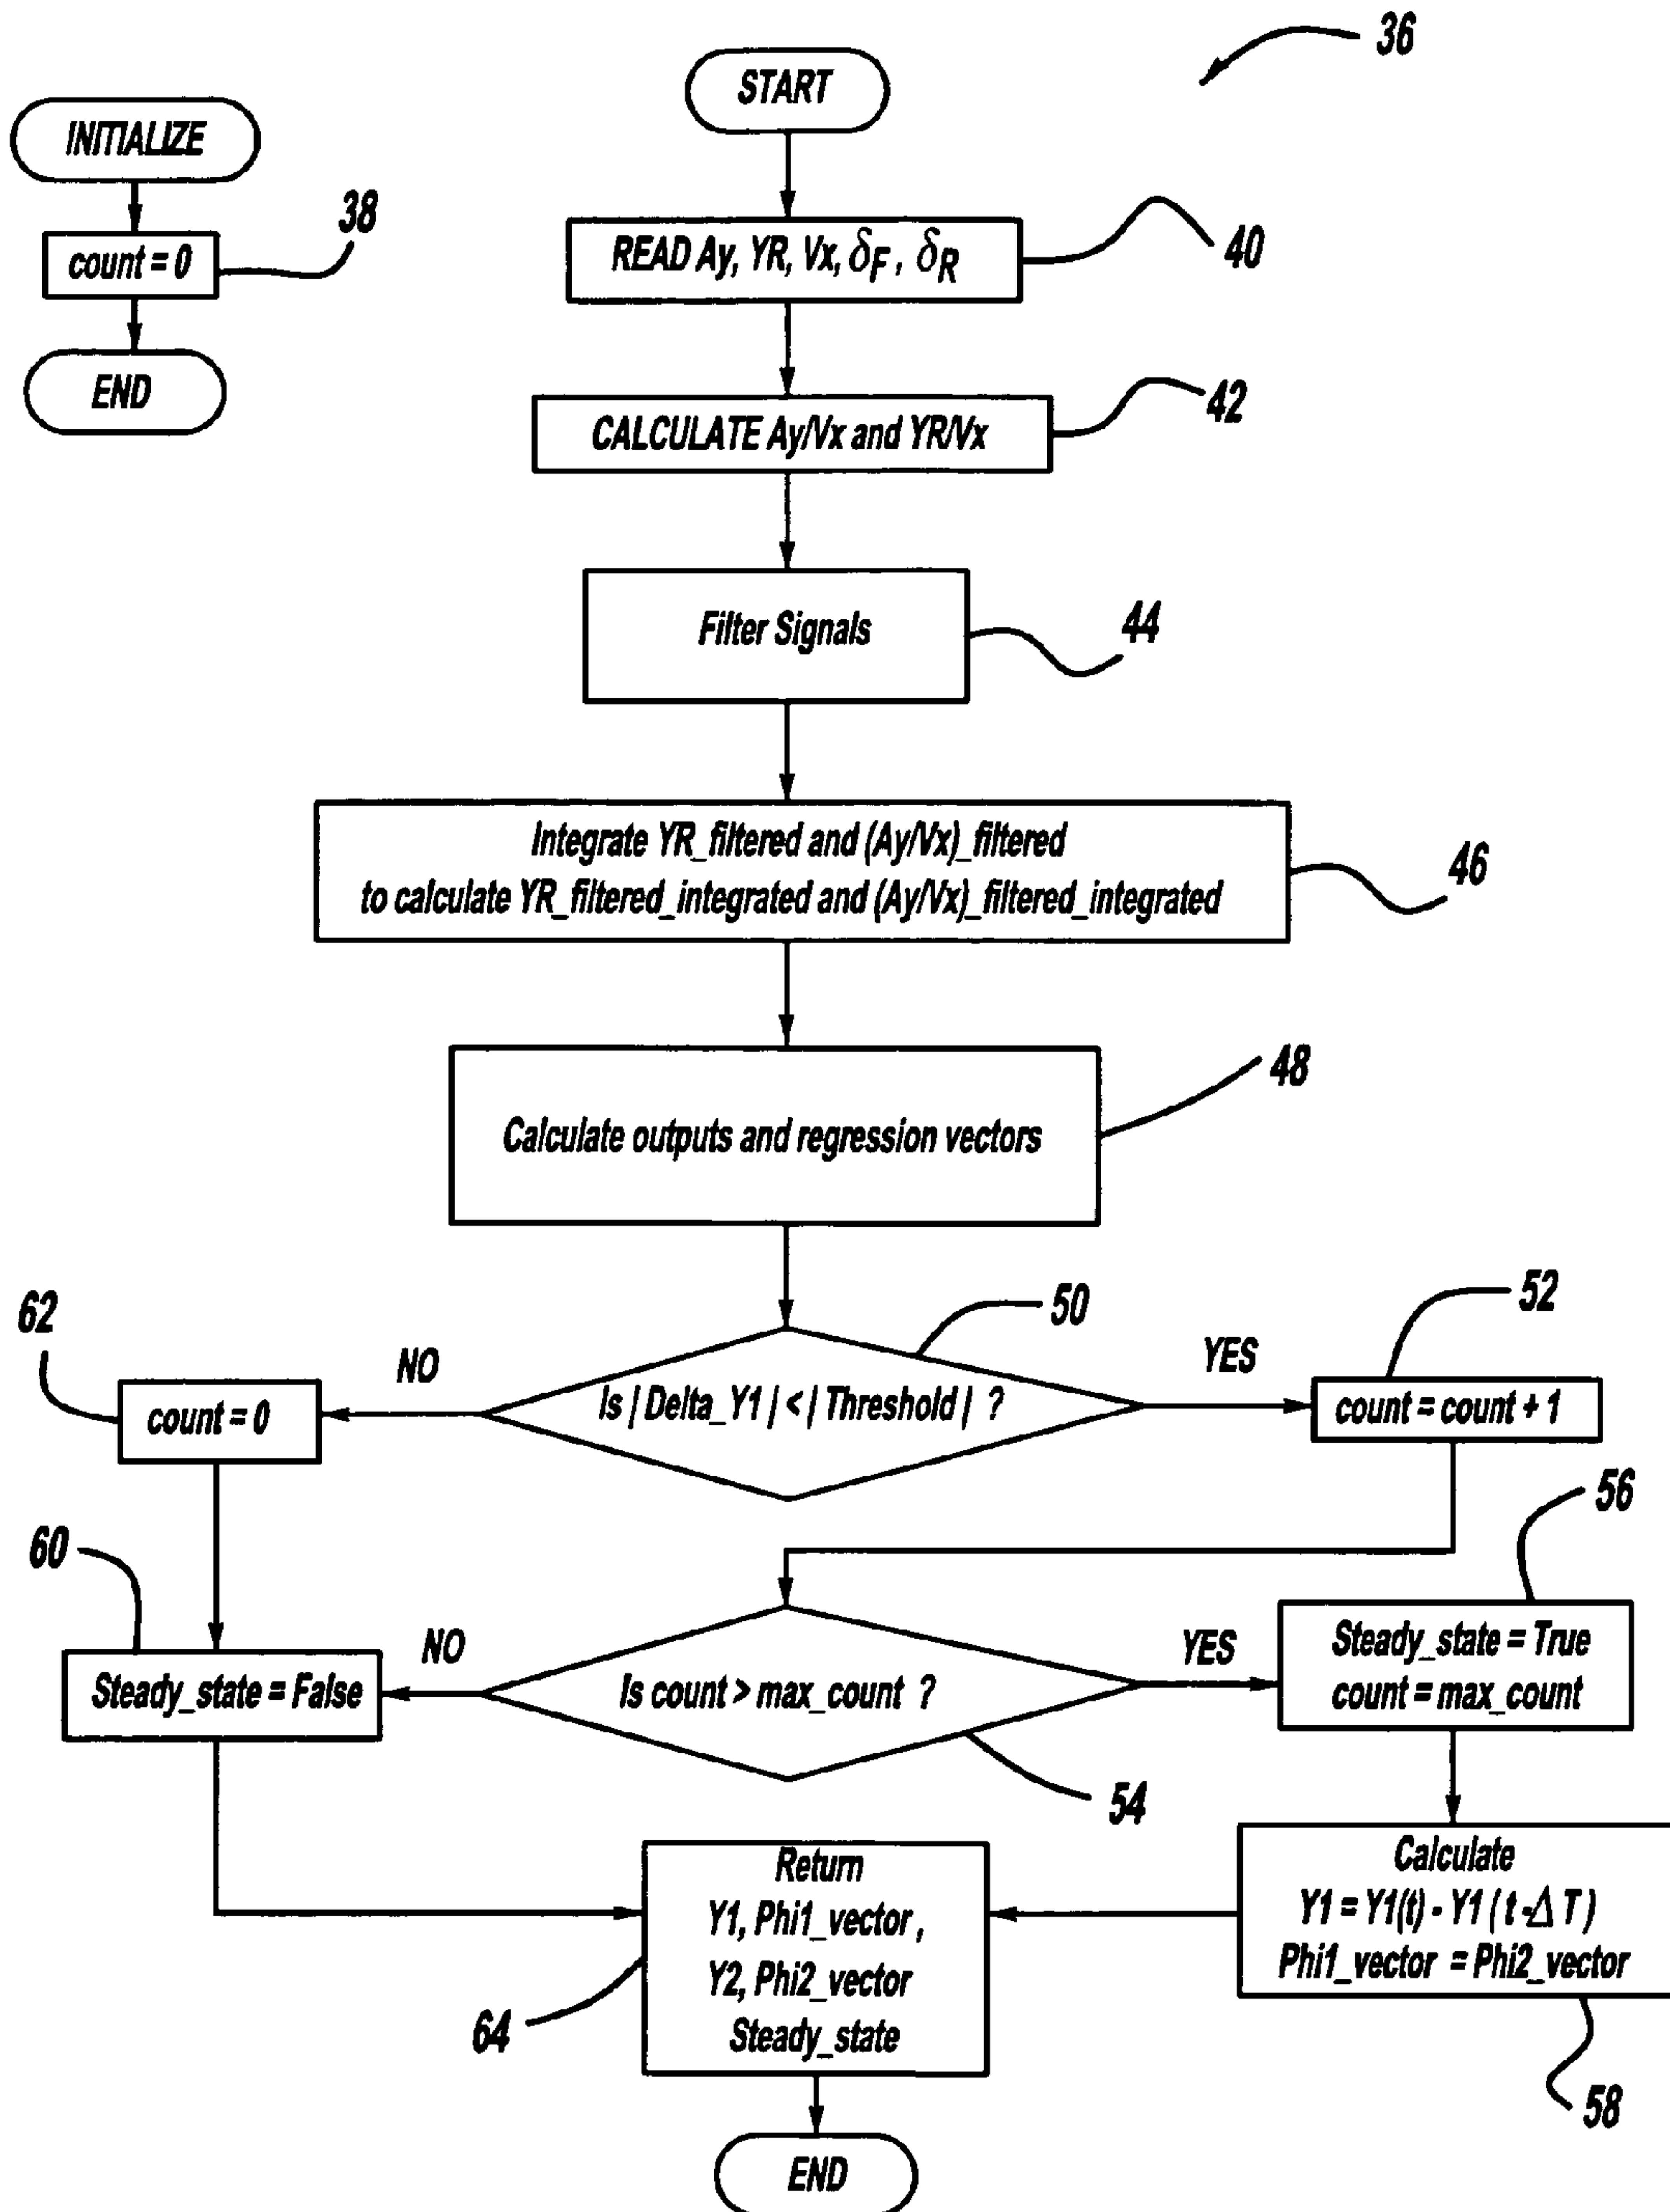 36
START
INITIALIZE
38
count = 0
END
40
READ Ay, YR, Vx, δF, δR
42
CALCULATE Ay/Vx and YR/Vx
44
Filter Signals
46
Integrate YR_filtered and (Ay/Vx)_filtered
to calculate YR_filtered_integrated and (Ay/Vx)_filtered_integrated
48
Calculate outputs and regression vectors
50
Is | Delta_Y1 | < | Threshold | ?
NO
YES
62
count = 0
52
count = count + 1
60
Steady_state = False
54
Is count > max_count ?
NO
YES
56
Steady_state = True
count = max_count
Calculate
Y1 = Y1(t) - Y1 ( t -Δ T )
Phi1_vector = Phi2_vector
58
Return
Y1, Phi1_vector ,
Y2, Phi2_vector
Steady_state
64
END